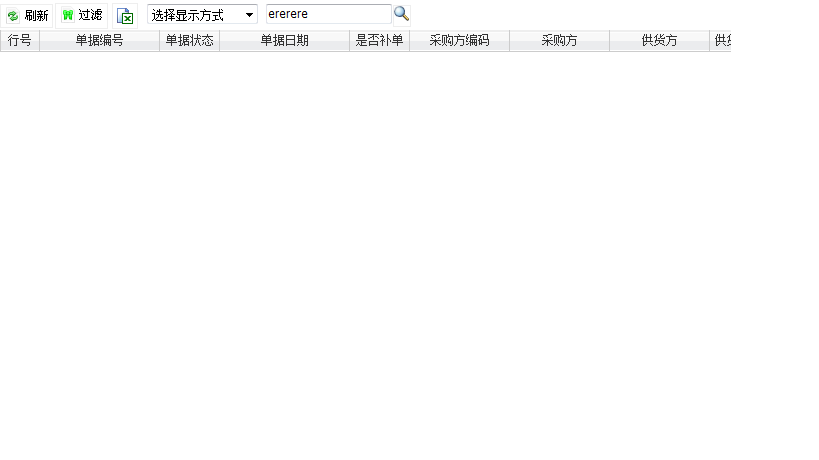 刷新 过滤 选择显示方式 ererere
行号 单据编号 单据状态 单据日期 是否补单 采购方编码 采购方 供货方 供